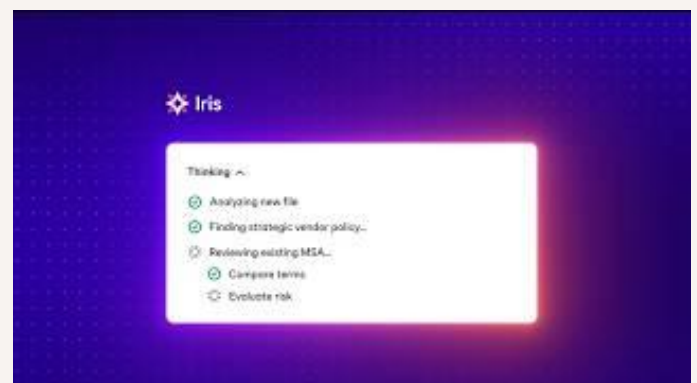 Iris
Thinking
Analyzing new file
Finding strategic vendor policy...
Reviewing existing MSA...
Compare terms
Evaluate risk